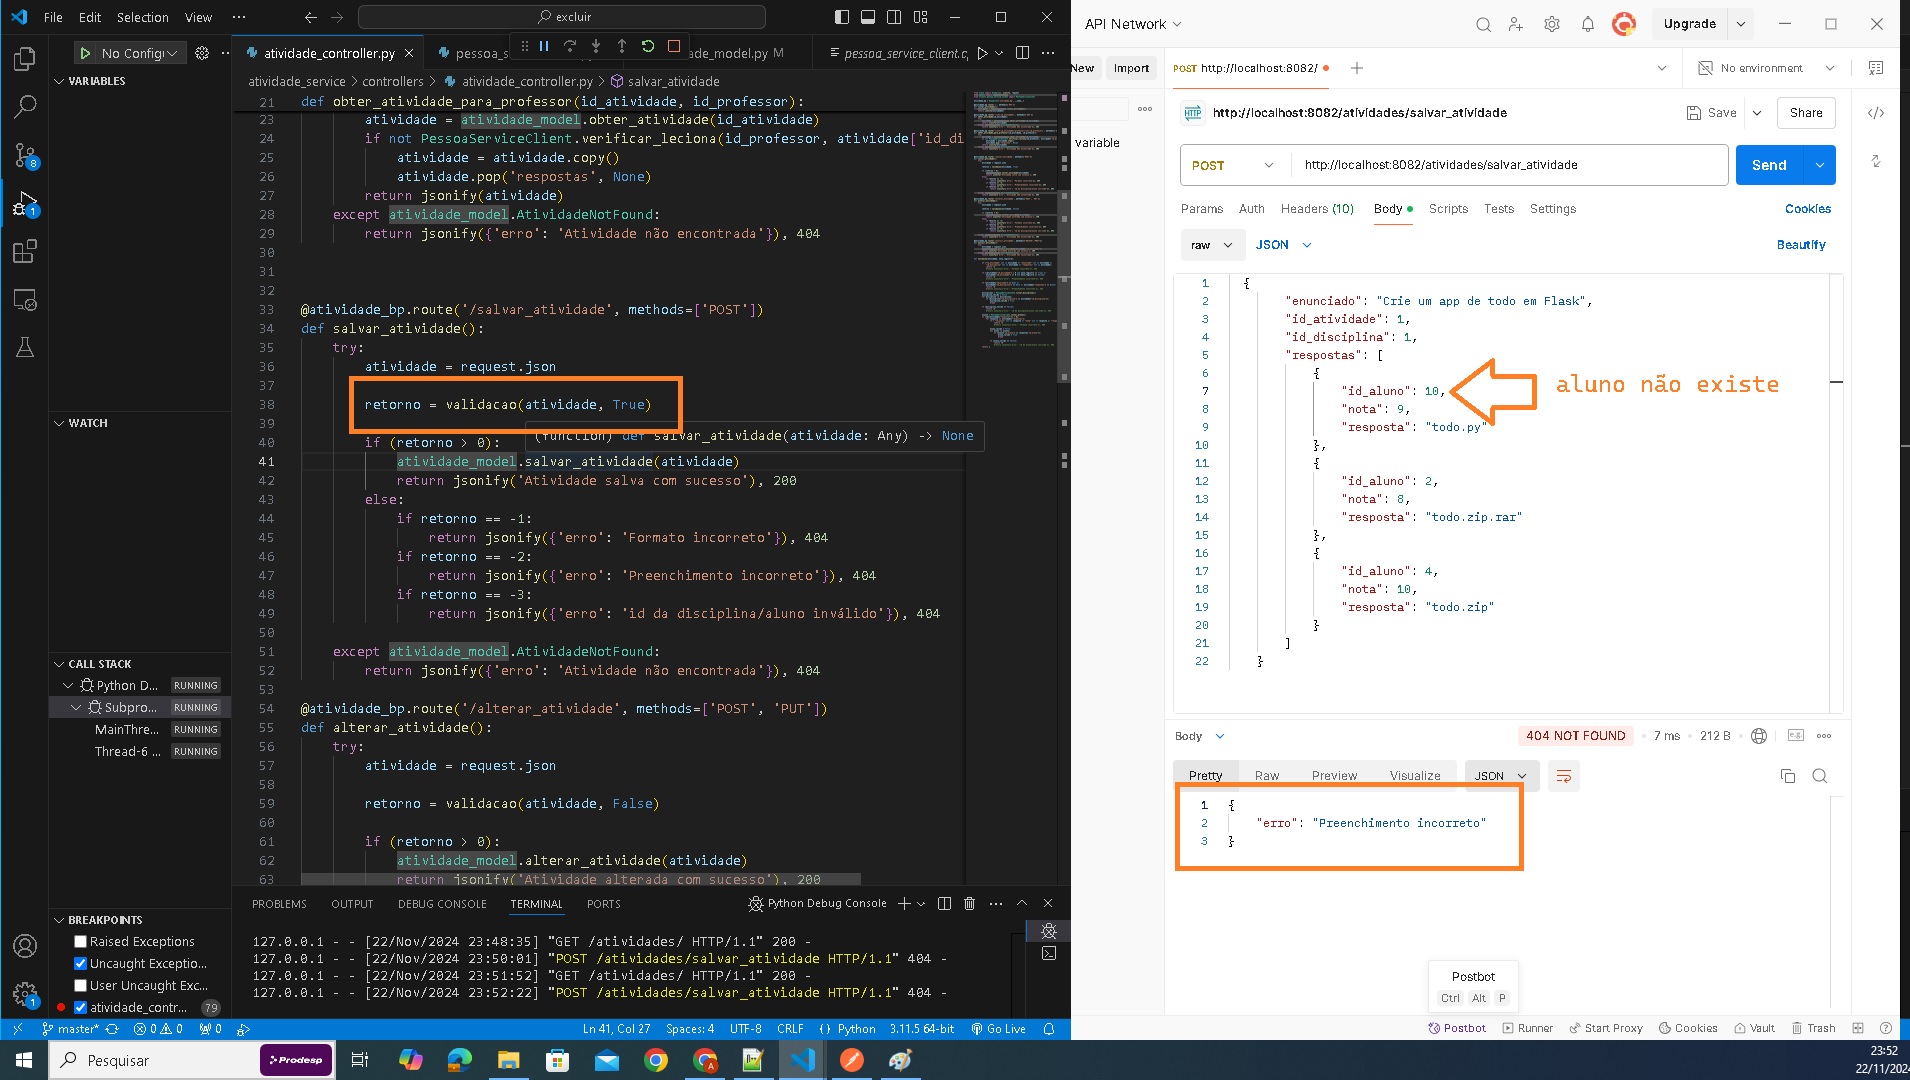 File Edit Selection View ···
excluir
No Config
atividade_controller.py
pessoa_s
de_model.py M
pessoa_service_client.c
atividade_service > controllers > atividade_controller.py > salvar_atividade
VARIABLES
WATCH
CALL STACK
Python D... RUNNING
Subpro... RUNNING
MainThre... RUNNING
Thread-6 ... RUNNING
BREAKPOINTS
Raised Exceptions
Uncaught Exceptio...
User Uncaught Exc...
atividade_contr... 79
21 def obter_atividade_para_professor(id_atividade, id_professor):
23 atividade = atividade_model.obter_atividade(id_atividade)
24 if not PessoaServiceClient.verificar_leciona(id_professor, atividade['id_di
25 atividade = atividade.copy()
26 atividade.pop('respostas', None)
27 return jsonify(atividade)
28 except atividade_model.AtividadeNotFound:
29 return jsonify({'erro': 'Atividade não encontrada'}), 404
30
31
32
33 @atividade_bp.route('/salvar_atividade', methods=['POST'])
34 def salvar_atividade():
35 try:
36 atividade = request.json
37
38 retorno = validacao(atividade, True)
39
(function) def salvar_atividade(atividade: Any) -> None
40 if (retorno > 0):
41 atividade_model.salvar_atividade(atividade)
42 return jsonify('Atividade salva com sucesso'), 200
43 else:
44 if retorno == -1:
45 return jsonify({'erro': 'Formato incorreto'}), 404
46 if retorno == -2:
47 return jsonify({'erro': 'Preenchimento incorreto'}), 404
48 if retorno == -3:
49 return jsonify({'erro': 'id da disciplina/aluno inválido'}), 404
50
51 except atividade_model.AtividadeNotFound:
52 return jsonify({'erro': 'Atividade não encontrada'}), 404
53
54 @atividade_bp.route('/alterar_atividade', methods=['POST', 'PUT'])
55 def alterar_atividade():
56 try:
57 atividade = request.json
58
59 retorno = validacao(atividade, False)
60
61 if (retorno > 0):
62 atividade_model.alterar_atividade(atividade)
63 return jsonify('Atividade alterada com sucesso'), 200
PROBLEMS OUTPUT DEBUG CONSOLE TERMINAL PORTS
Python Debug Console
127.0.0.1 - - [22/Nov/2024 23:48:35] "GET /atividades/ HTTP/1.1" 200 -
127.0.0.1 - - [22/Nov/2024 23:50:01] "POST /atividades/salvar_atividade HTTP/1.1" 404 -
127.0.0.1 - - [22/Nov/2024 23:51:52] "GET /atividades/ HTTP/1.1" 200 -
127.0.0.1 - - [22/Nov/2024 23:52:22] "POST /atividades/salvar_atividade HTTP/1.1" 404 -
8
1
1
master* 0 0 0 Ln 41, Col 27 Spaces: 4 UTF-8 CRLF {} Python 3.11.5 64-bit Go Live
API Network
Upgrade
New Import
POST http://localhost:8082/
No environment
variable
HTTP http://localhost:8082/atividades/salvar_atividade
Save Share
POST http://localhost:8082/atividades/salvar_atividade
Send
Params Auth Headers (10) Body Scripts Tests Settings
Cookies
raw JSON
Beautify
1 {
2 "enunciado": "Crie um app de todo em Flask",
3 "id_atividade": 1,
4 "id_disciplina": 1,
5 "respostas": [
6 {
7 "id_aluno": 10,
aluno não existe
8 "nota": 9,
9 "resposta": "todo.py"
10 },
11 {
12 "id_aluno": 2,
13 "nota": 8,
14 "resposta": "todo.zip.rar"
15 },
16 {
17 "id_aluno": 4,
18 "nota": 10,
19 "resposta": "todo.zip"
20 }
21 ]
22 }
Body
404 NOT FOUND 7 ms 212 B
Pretty Raw Preview Visualize JSON
1 {
2 "erro": "Preenchimento incorreto"
3 }
Postbot
Ctrl Alt P
Postbot Runner Start Proxy Cookies Vault Trash
Pesquisar
Prodesp
23:52
22/11/202